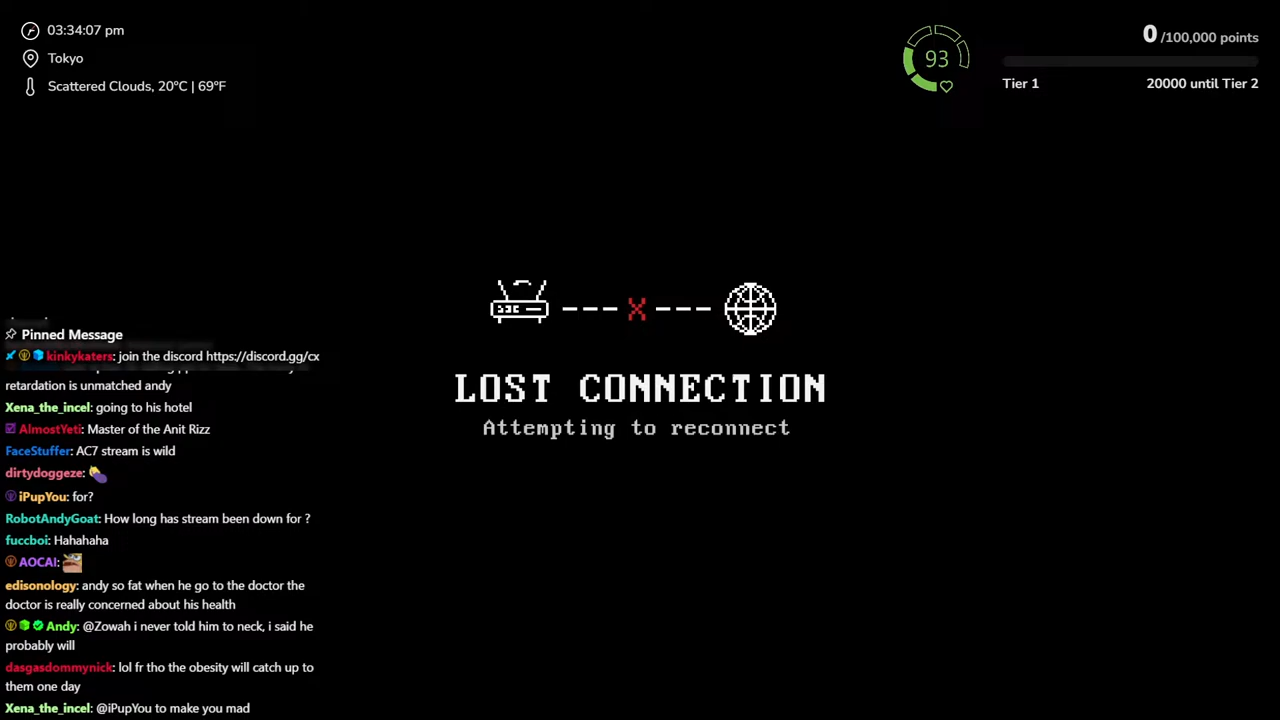 03:34:07 pm
Tokyo
Scattered Clouds, 20°C | 69°F
93
0 /100,000 points
Tier 1
20000 until Tier 2
LOST CONNECTION
Attempting to reconnect
Pinned Message
kinkykaters: join the discord https://discord.gg/cx
retardation is unmatched andy
Xena_the_incel: going to his hotel
AlmostYeti: Master of the Anit Rizz
FaceStuffer: AC7 stream is wild
dirtydoggeze:
iPupYou: for?
RobotAndyGoat: How long has stream been down for ?
fuccboi: Hahahaha
AOCAI:
edisonology: andy so fat when he go to the doctor the
doctor is really concerned about his health
Andy: @Zowah i never told him to neck, i said he
probably will
dasgasdommynick: lol fr tho the obesity will catch up to
them one day
Xena_the_incel: @iPupYou to make you mad